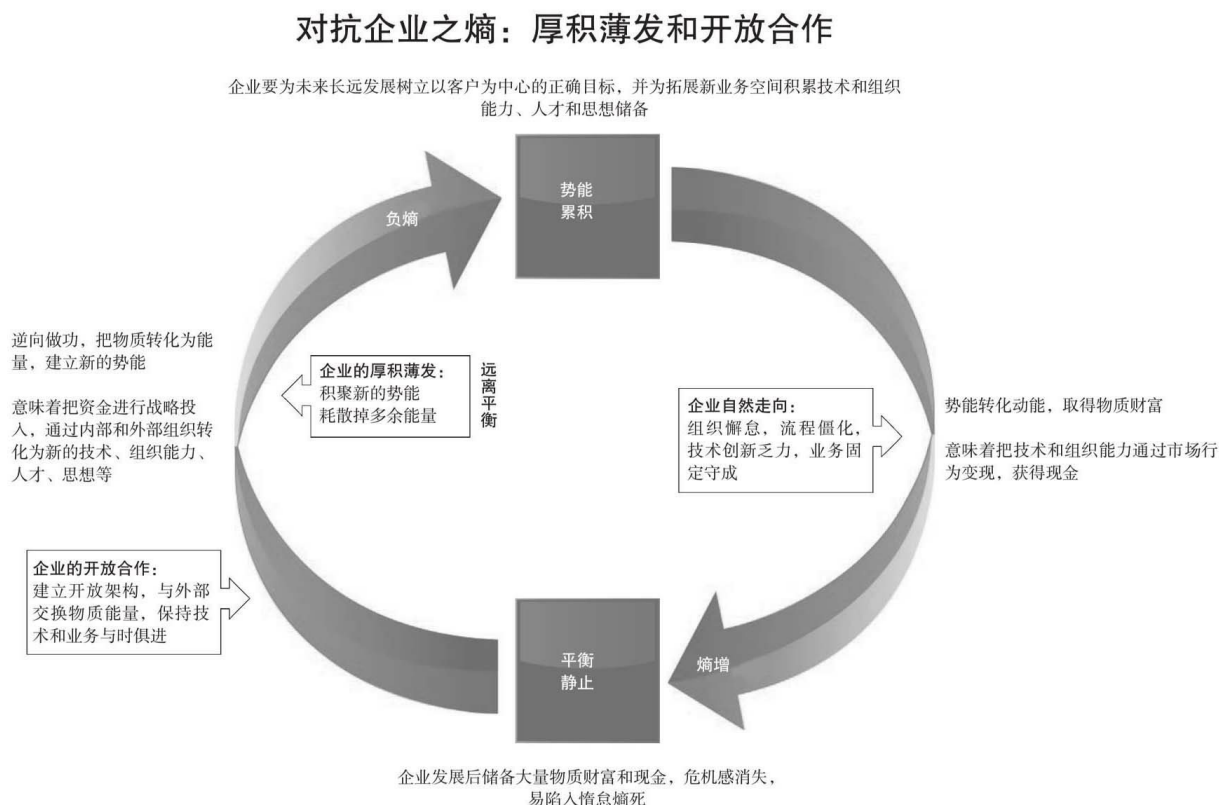 对抗企业之熵：厚积薄发和开放合作
企业要为未来长远发展树立以客户为中心的正确目标，并为拓展新业务空间积累技术和组织
能力、人才和思想储备
势能
累积
负熵
逆向做功，把物质转化为能
量，建立新的势能
意味着把资金进行战略投
入，通过内部和外部组织转
化为新的技术、组织能力、
人才、思想等
企业的厚积薄发：
积聚新的势能
耗散掉多余能量
远离平衡
企业自然走向：
组织懈怠，流程僵化，
技术创新乏力，业务固
定守成
势能转化动能，取得物质财富
意味着把技术和组织能力通过市场行
为变现，获得现金
企业的开放合作：
建立开放架构，与外部
交换物质能量，保持技
术和业务与时俱进
平衡
静止
熵增
企业发展后储备大量物质财富和现金，危机感消失，
易陷入惰怠熵死